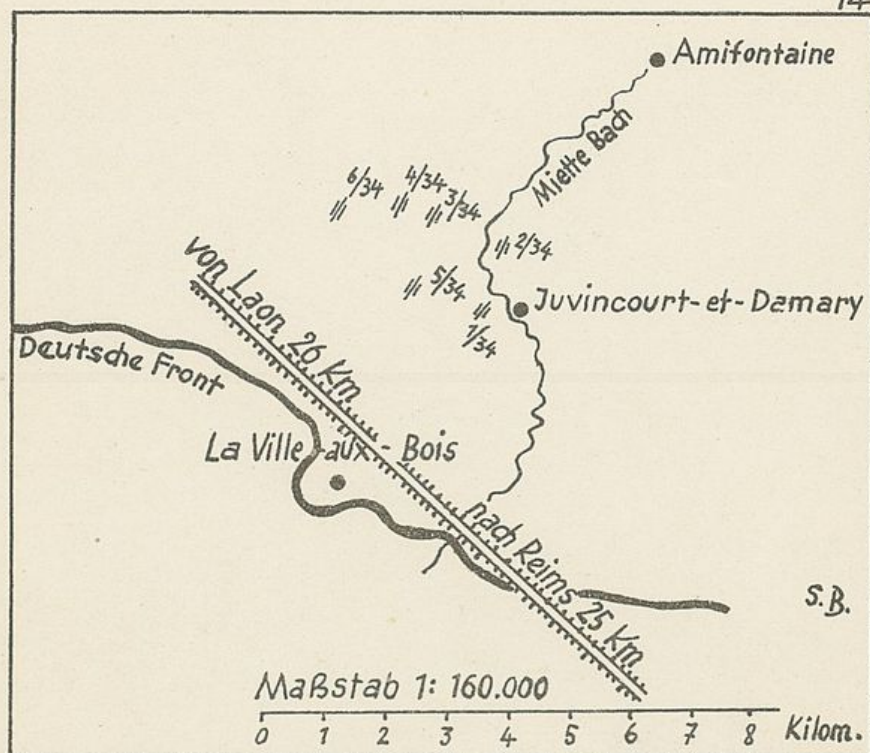 14
Amifontaine
Miette Bach
6/34
4/34
3/34
2/34
5/34
Juvincourt-et-Damary
1/34
von Laon 26 Km
Deutsche Front
La Ville-aux-Bois
nach Reims 25 Km
S.B.
Maßstab 1:160.000
0 1 2 3 4 5 6 7 8 Kilom.